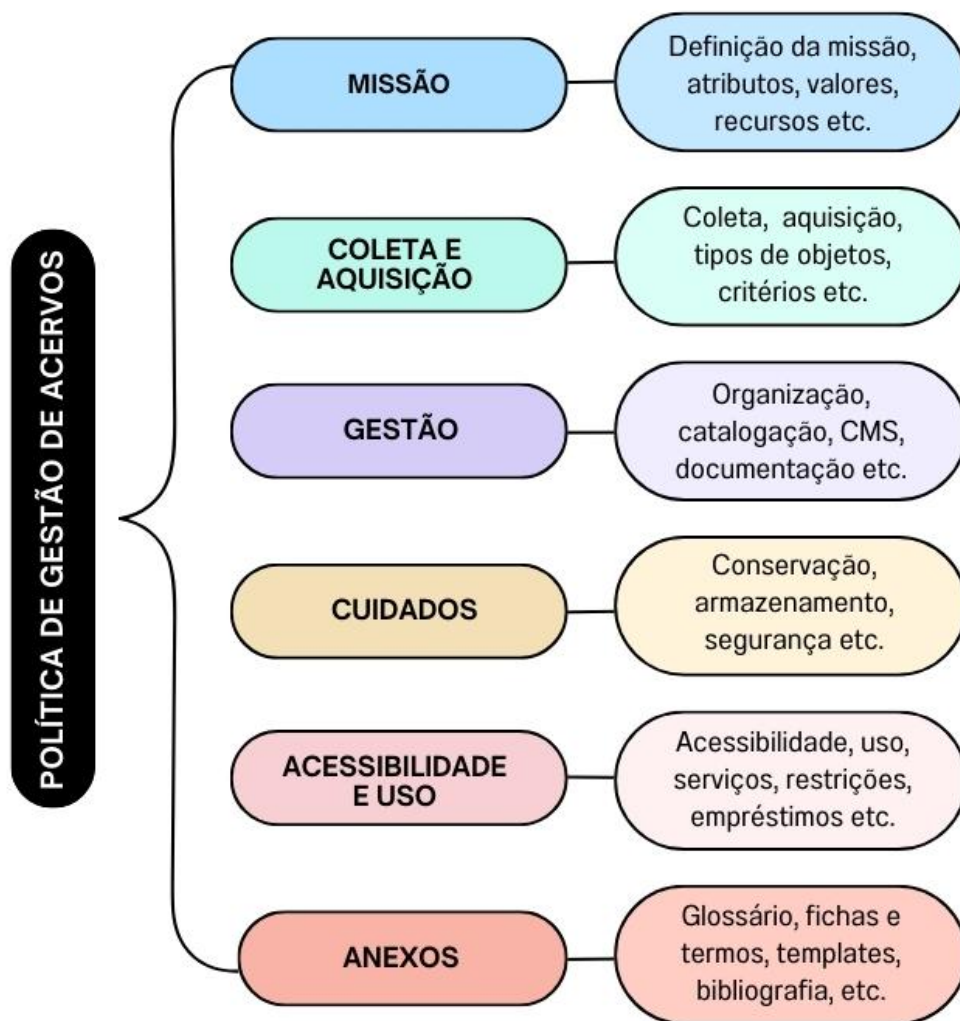 POLÍTICA DE GESTÃO DE ACERVOS
MISSÃO
Definição da missão,
atributos, valores,
recursos etc.
COLETA E
AQUISIÇÃO
Coleta, aquisição,
tipos de objetos,
critérios etc.
GESTÃO
Organização,
catalogação, CMS,
documentação etc.
CUIDADOS
Conservação,
armazenamento,
segurança etc.
ACESSIBILIDADE
E USO
Acessibilidade, uso,
serviços, restrições,
empréstimos etc.
ANEXOS
Glossário, fichas e
termos, templates,
bibliografia, etc.